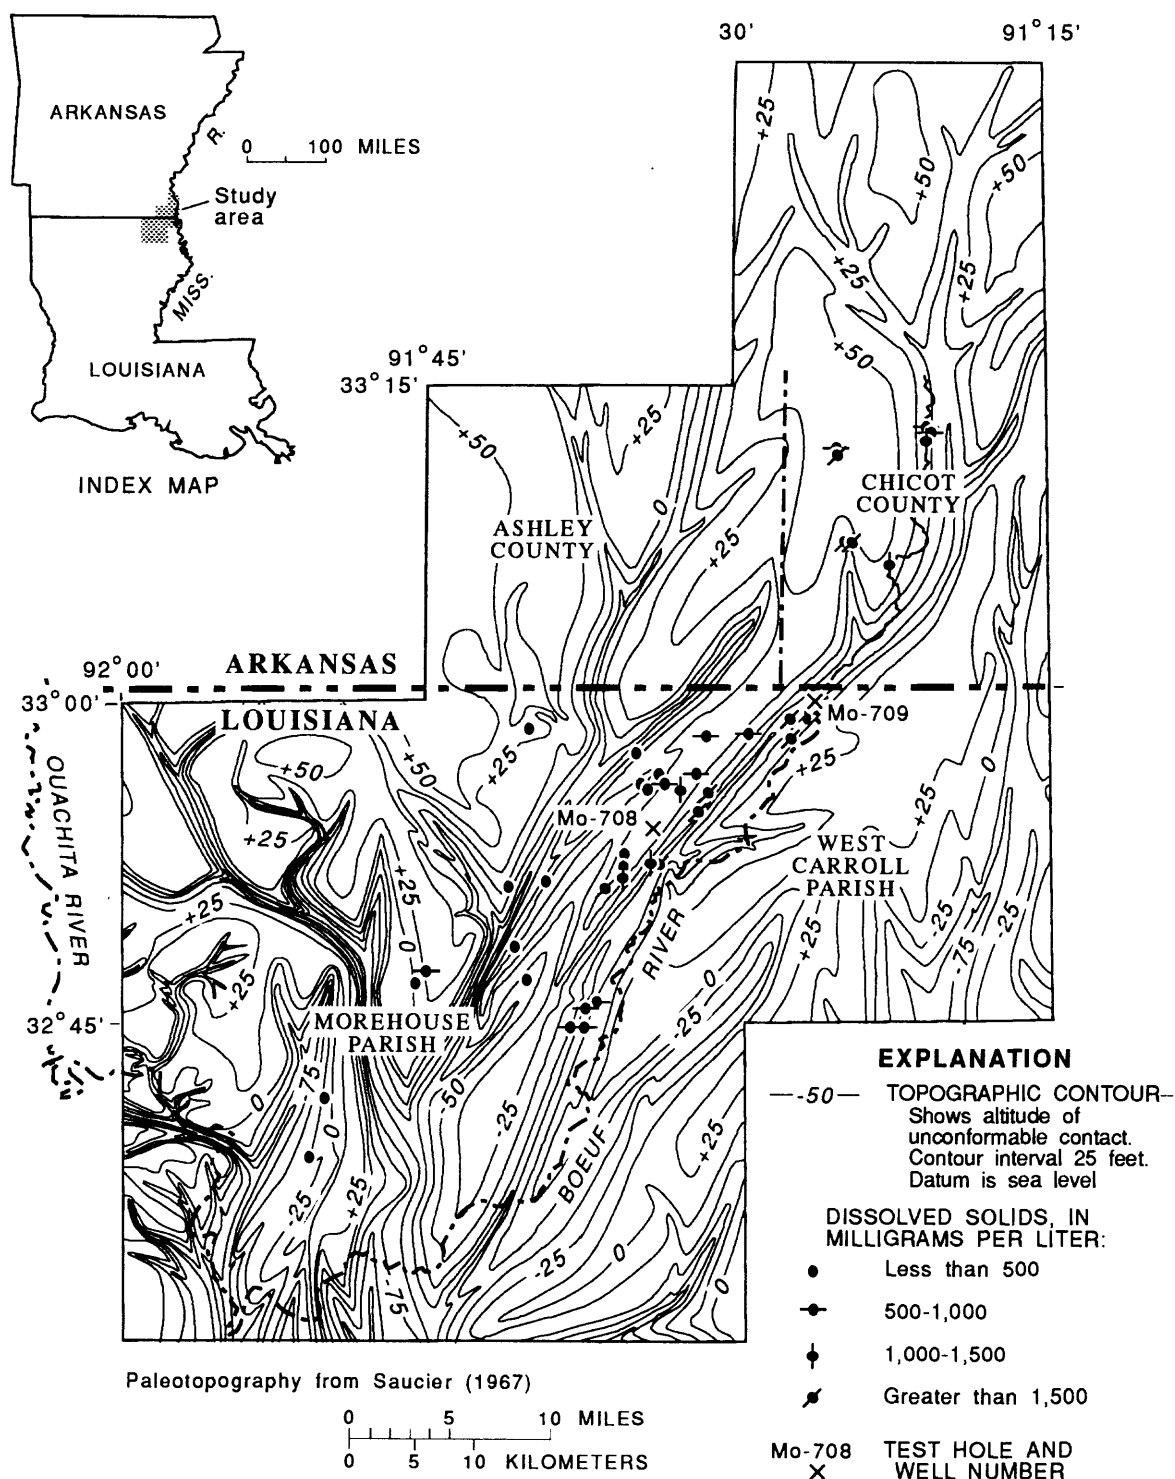 30'
91°15'
ARKANSAS
R.
0 100 MILES
Study
area
MISS.
LOUISIANA
INDEX MAP
91°45'
33°15'
+25
+50
+50
+25
+25
+50
+50
+25
0
CHICOT
COUNTY
ASHLEY
COUNTY
+25
92°00'
ARKANSAS
33°00'
LOUISIANA
Mo-709
OUACHITA RIVER
+50
+50
+25
+25
0
+25
Mo-708
+25
WEST
CARROLL
PARISH
+25
+25
0
+25
-25
-25
-75
RIVER
+25
0
-25
32°45'
MOREHOUSE
PARISH
-75
0
-50
-25
0
+25
BOEUF
-25
+25
-25
0
0
-75
EXPLANATION
-50 TOPOGRAPHIC CONTOUR--
Shows altitude of
unconformable contact.
Contour interval 25 feet.
Datum is sea level
DISSOLVED SOLIDS, IN
MILLIGRAMS PER LITER:
Less than 500
500-1,000
1,000-1,500
Greater than 1,500
Mo-708 TEST HOLE AND
WELL NUMBER
Paleotopography from Saucier (1967)
0 5 10 MILES
0 5 10 KILOMETERS